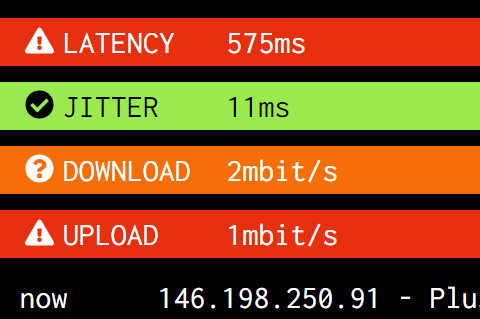 LATENCY 575ms
JITTER 11ms
DOWNLOAD 2mbit/s
UPLOAD 1mbit/s
now 146.198.250.91 - Plu